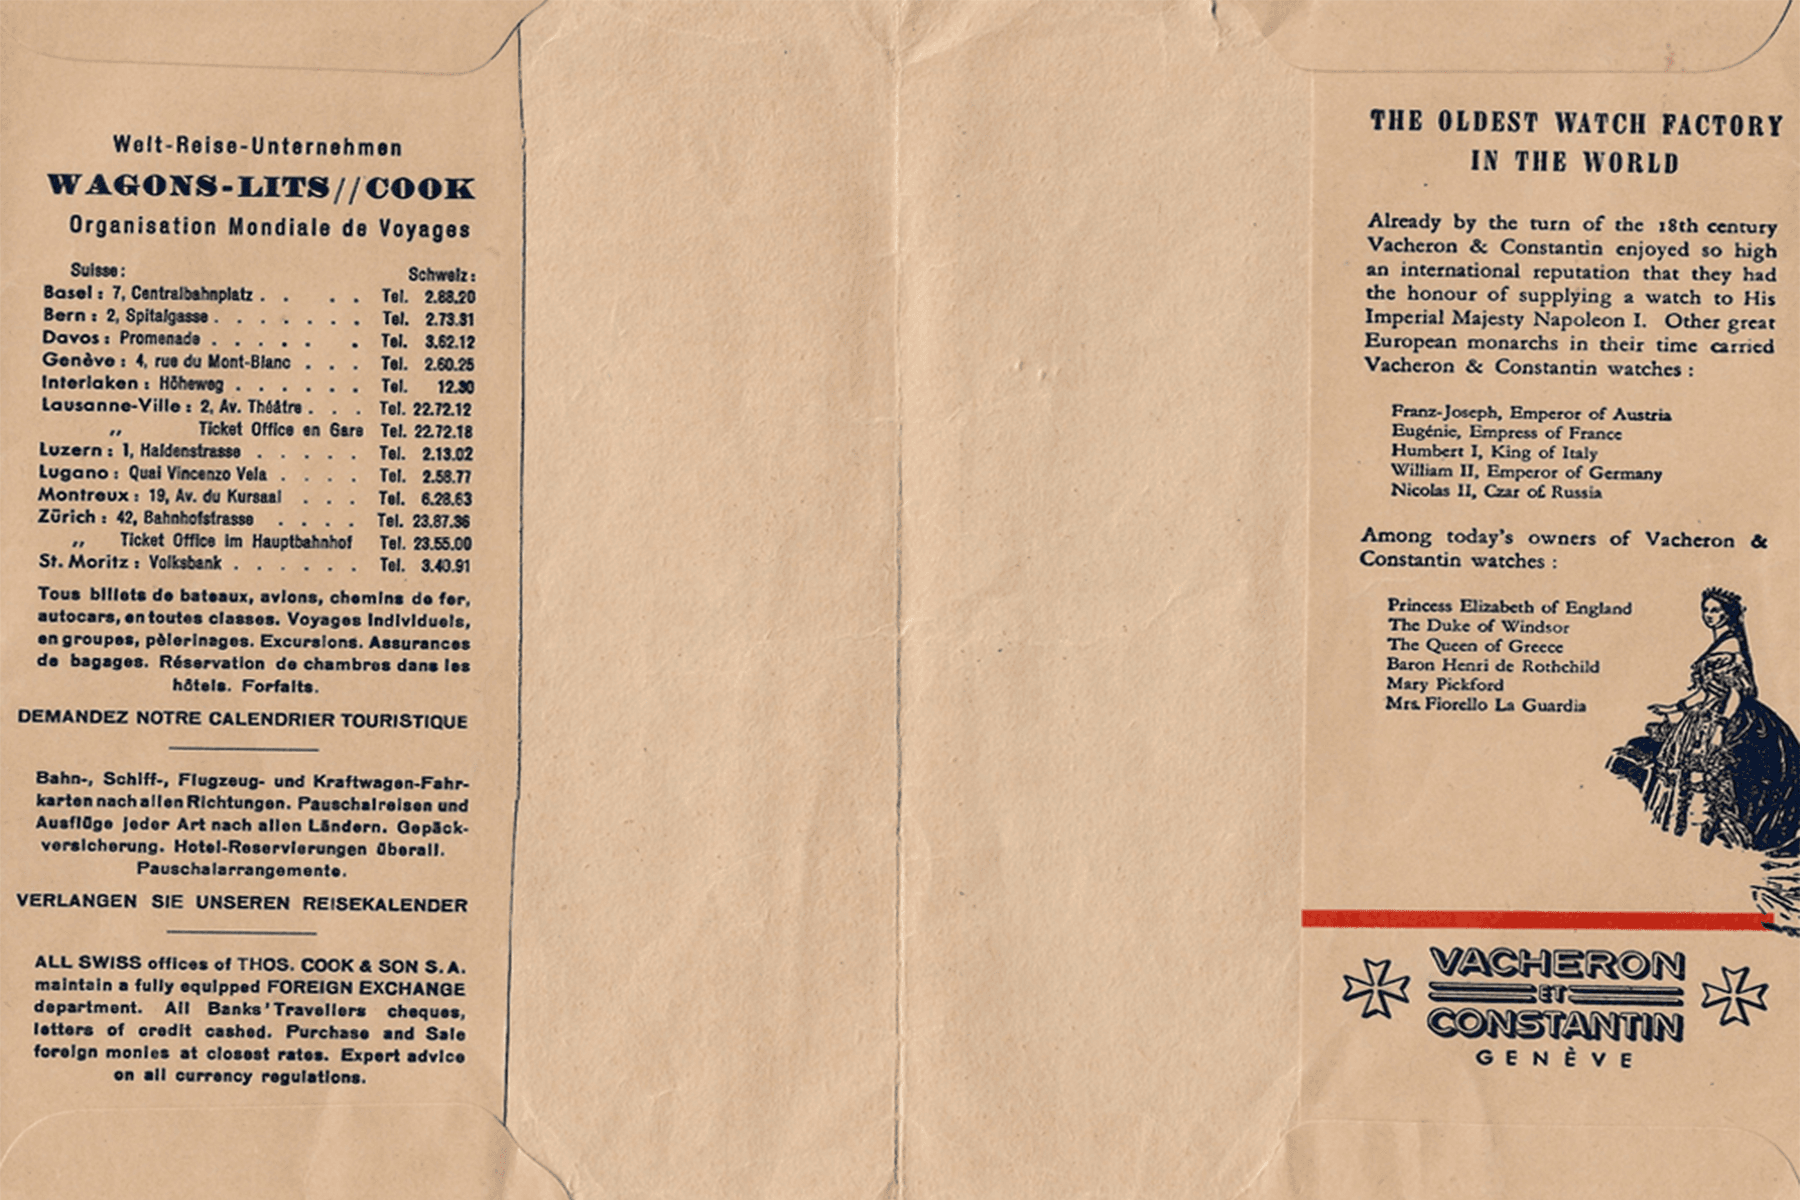 Welt-Reise-Unternehmen
WAGONS-LITS//COOK
Organisation Mondiale de Voyages
Suisse: Schweiz:
Basel: 7, Centralbahnplatz . . . . Tel. 2.88.20
Bern: 2, Spitalgasse . . . . . . . Tel. 2.73.31
Davos: Promenade . . . . . . Tel. 3.62.12
Genève: 4, rue du Mont-Blanc . . . Tel. 2.60.25
Interlaken: Höheweg . . . . . . Tel. 12.30
Lausanne-Ville: 2, Av. Théâtre . . . Tel. 22.72.12
„ Ticket Office en Gare Tel. 22.72.18
Luzern: 1, Haldenstrasse . . . . . Tel. 2.13.02
Lugano: Quai Vincenzo Vela . . . . Tel. 2.58.77
Montreux: 19, Av. du Kursaal . . . Tel. 6.28.63
Zürich: 42, Bahnhofstrasse . . . . Tel. 23.87.36
„ Ticket Office im Hauptbahnhof Tel. 23.55.00
St. Moritz: Volksbank . . . . . . Tel. 3.40.91
Tous billets de bateaux, avions, chemins de fer,
autocars, en toutes classes. Voyages individuels,
en groupes, pèlerinages. Excursions. Assurances
de bagages. Réservation de chambres dans les
hôtels. Forfaits.
DEMANDEZ NOTRE CALENDRIER TOURISTIQUE
Bahn-, Schiff-, Flugzeug- und Kraftwagen-Fahr-
karten nach allen Richtungen. Pauschalreisen und
Ausflüge jeder Art nach allen Ländern. Gepäck-
versicherung. Hotel-Reservierungen überall.
Pauschalarrangemente.
VERLANGEN SIE UNSEREN REISEKALENDER
ALL SWISS offices of THOS. COOK & SON S.A.
maintain a fully equipped FOREIGN EXCHANGE
department. All Banks' Travellers cheques,
letters of credit cashed. Purchase and Sale
foreign monies at closest rates. Expert advice
on all currency regulations.
THE OLDEST WATCH FACTORY
IN THE WORLD
Already by the turn of the 18th century
Vacheron & Constantin enjoyed so high
an international reputation that they had
the honour of supplying a watch to His
Imperial Majesty Napoleon I. Other great
European monarchs in their time carried
Vacheron & Constantin watches :
Franz-Joseph, Emperor of Austria
Eugénie, Empress of France
Humbert I, King of Italy
William II, Emperor of Germany
Nicolas II, Czar of Russia
Among today's owners of Vacheron &
Constantin watches :
Princess Elizabeth of England
The Duke of Windsor
The Queen of Greece
Baron Henri de Rothchild
Mary Pickford
Mrs. Fiorello La Guardia
VACHERON
ET
CONSTANTIN
GENÈVE